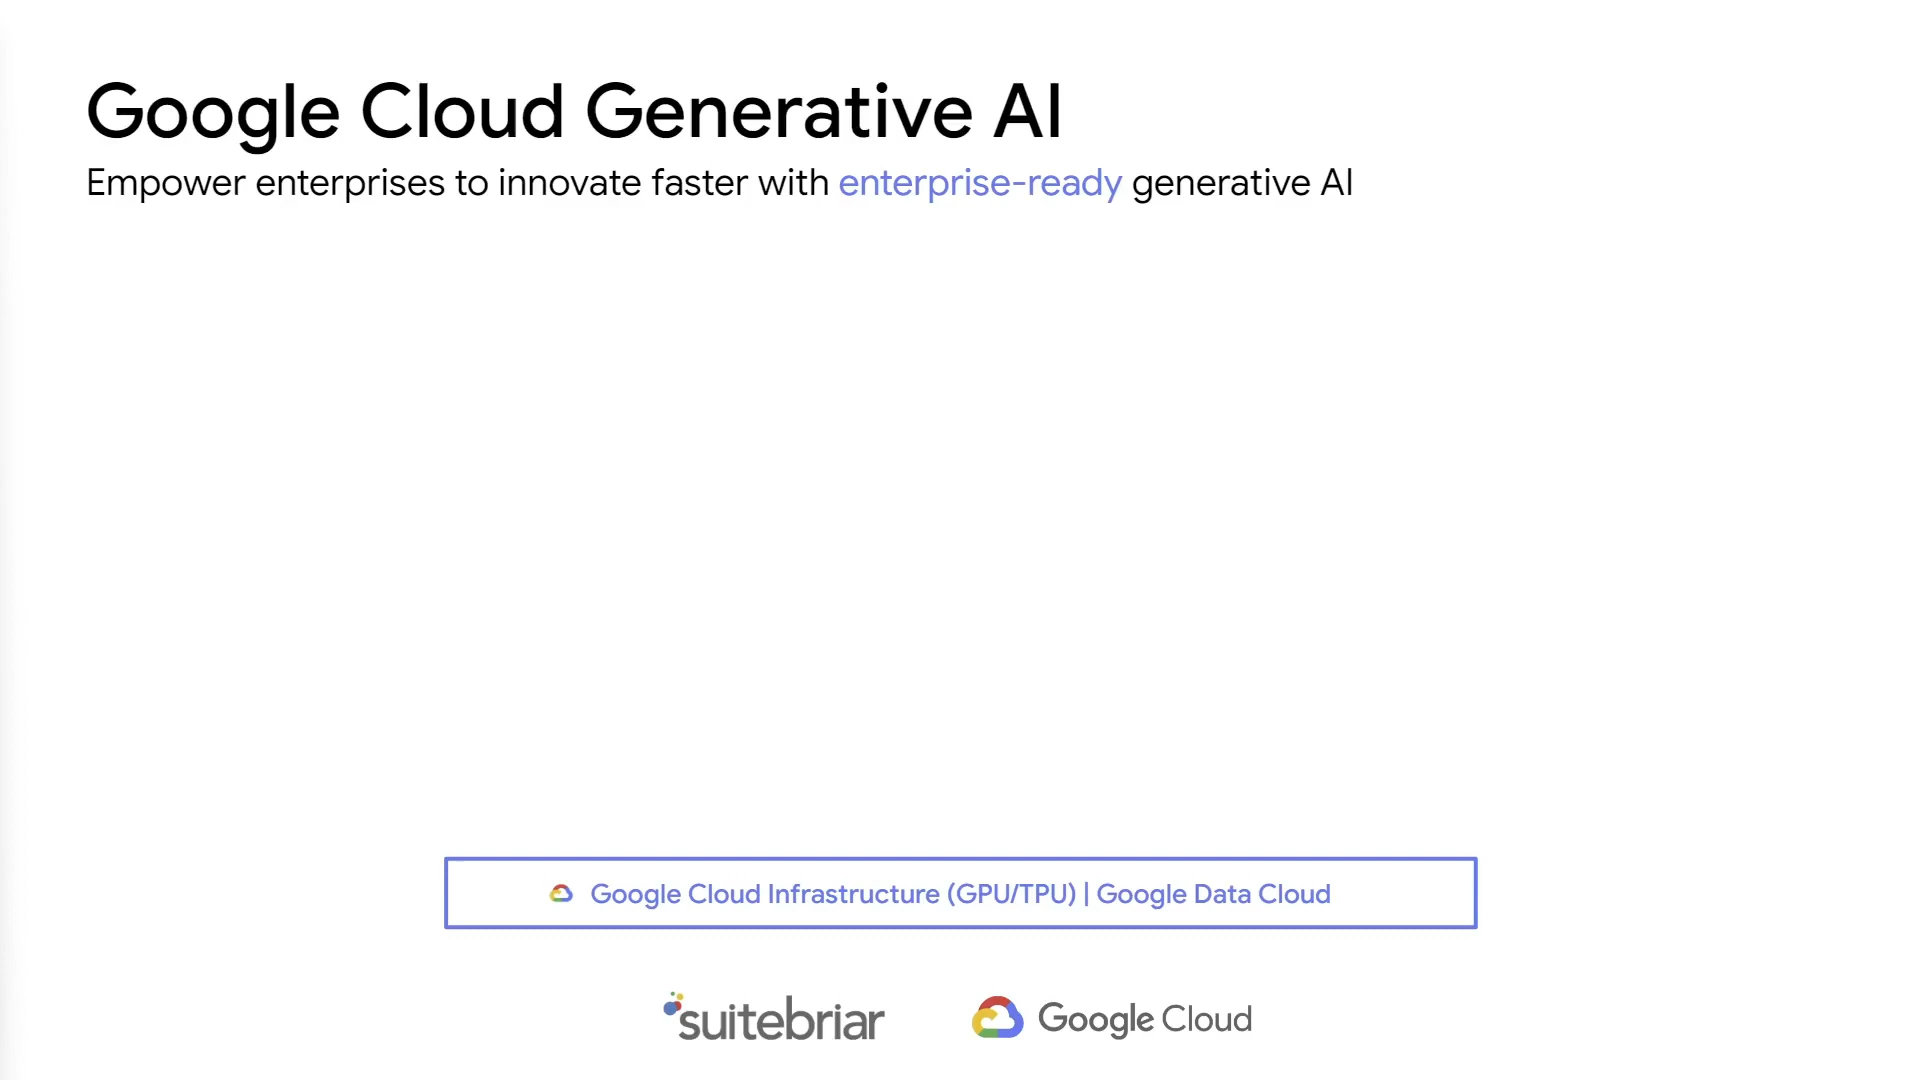 Google Cloud Generative AI
Empower enterprises to innovate faster with enterprise-ready generative AI
Google Cloud Infrastructure (GPU/TPU) | Google Data Cloud
suitebriar
Google Cloud